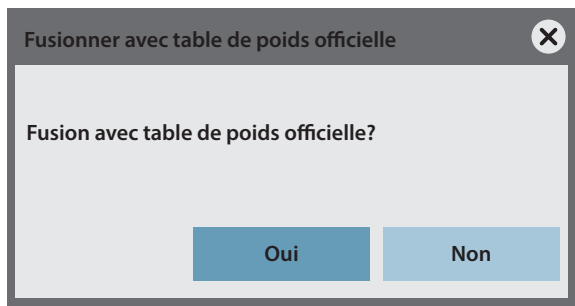 Fusionner avec table de poids officielle
Fusion avec table de poids officielle?
Oui
Non